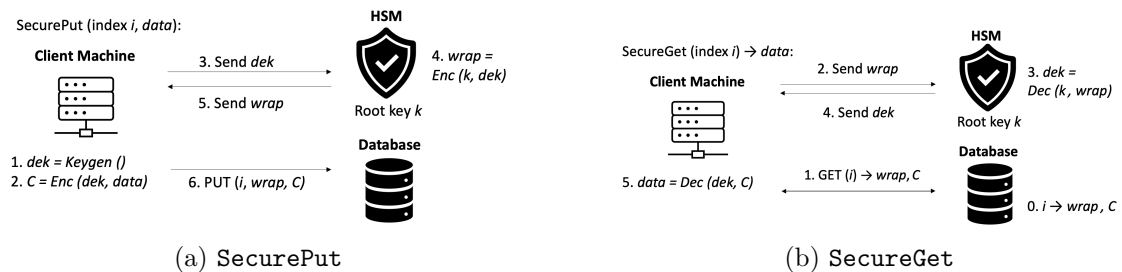 SecurePut (index i, data):
HSM
Client Machine
3. Send dek
4. wrap =
Enc (k, dek)
5. Send wrap
Root key k
Database
1. dek = Keygen ()
2. C = Enc (dek, data)
6. PUT (i, wrap, C)
(a) SecurePut
SecureGet (index i) → data:
HSM
Client Machine
2. Send wrap
3. dek =
Dec (k , wrap)
4. Send dek
Root key k
Database
1. GET (i) → wrap, C
5. data = Dec (dek, C)
0. i → wrap , C
(b) SecureGet